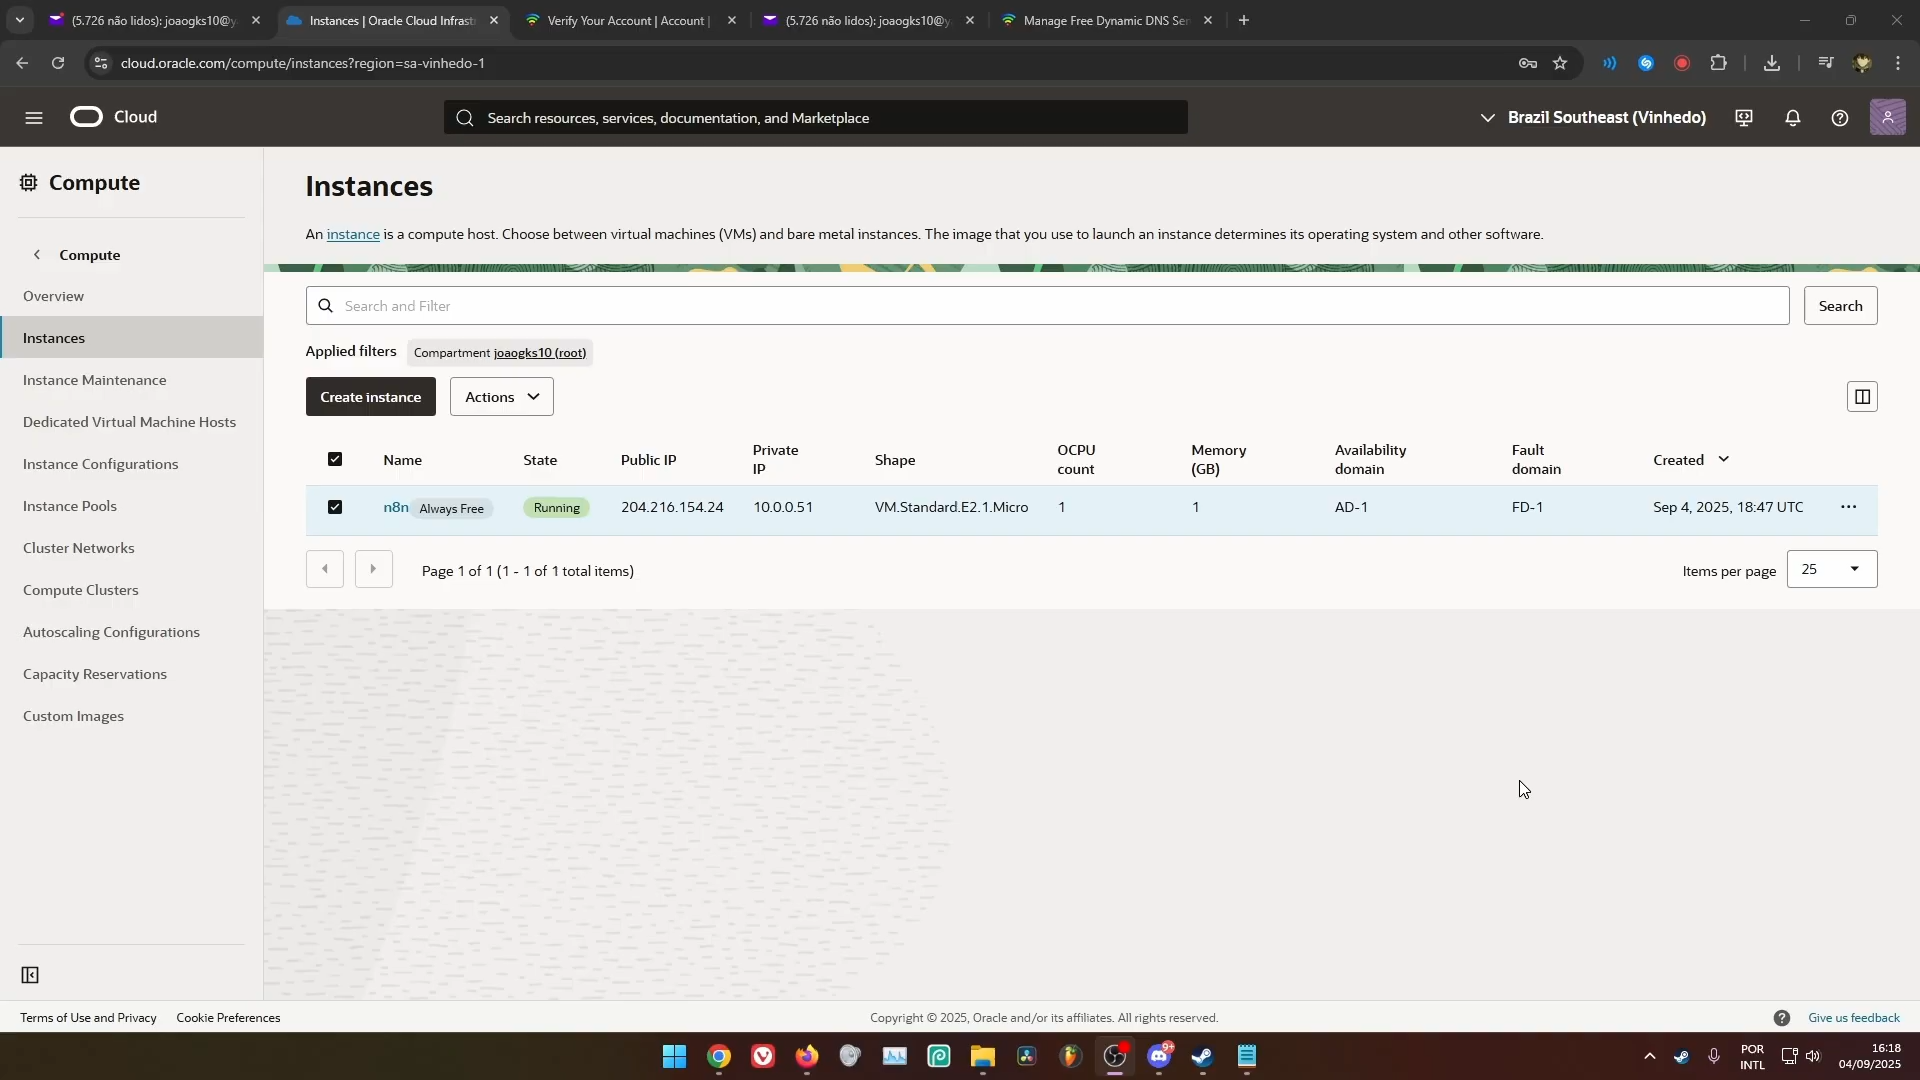 (5.726 não lidos): joaogks10@y
Instances | Oracle Cloud Infrast
Verify Your Account | Account |
(5.726 não lidos): joaogks10@y
Manage Free Dynamic DNS Ser
cloud.oracle.com/compute/instances?region=sa-vinhedo-1
Cloud
Search resources, services, documentation, and Marketplace
Brazil Southeast (Vinhedo)
Compute
Compute
Overview
Instances
Instance Maintenance
Dedicated Virtual Machine Hosts
Instance Configurations
Instance Pools
Cluster Networks
Compute Clusters
Autoscaling Configurations
Capacity Reservations
Custom Images
Instances
An instance is a compute host. Choose between virtual machines (VMs) and bare metal instances. The image that you use to launch an instance determines its operating system and other software.
Search and Filter
Search
Applied filters Compartment joaogks10 (root)
Create instance
Actions
Name State Public IP Private IP Shape OCPU count Memory (GB) Availability domain Fault domain Created
n8n Always Free Running 204.216.154.24 10.0.0.51 VM.Standard.E2.1.Micro 1 1 AD-1 FD-1 Sep 4, 2025, 18:47 UTC
Page 1 of 1 (1 - 1 of 1 total items)
Items per page 25
Terms of Use and Privacy Cookie Preferences
Copyright © 2025, Oracle and/or its affiliates. All rights reserved.
Give us feedback
9+
POR
INTL
16:18
04/09/2025